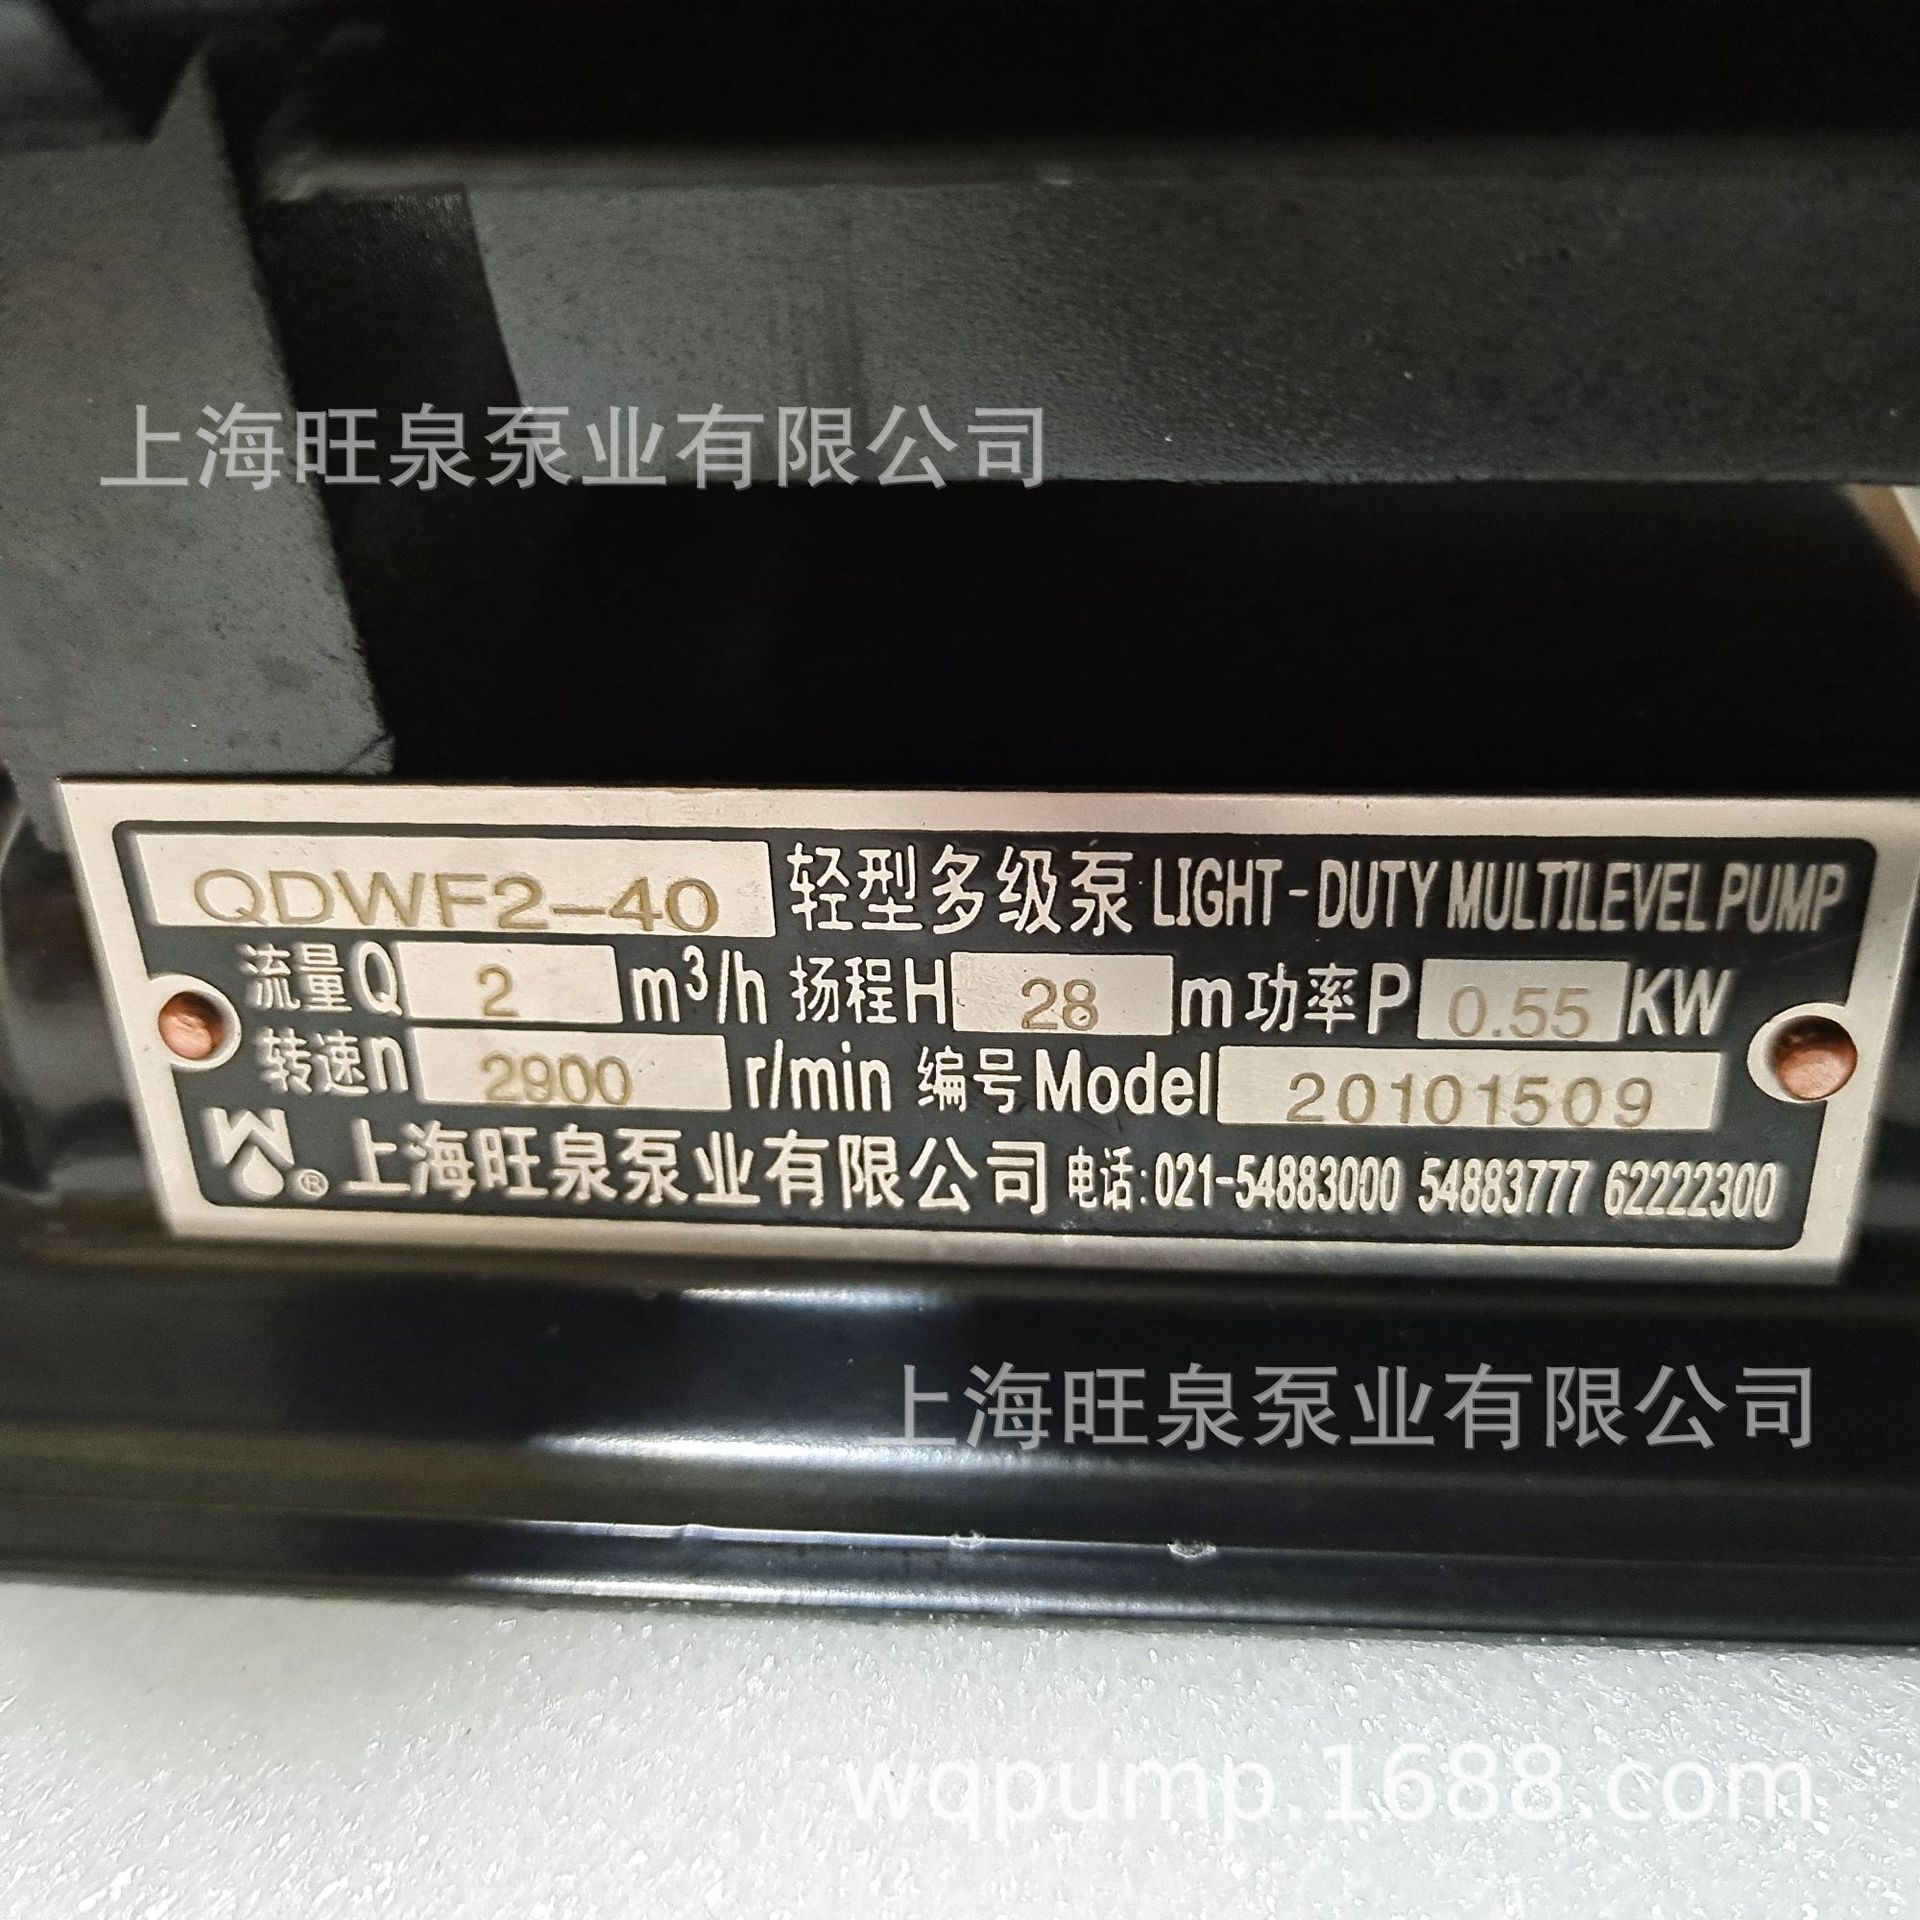 上海旺泉泵业有限公司
QDWF2-40 轻型多级泵 LIGHT-DUTY MULTILEVEL PUMP
流量Q 2 m³/h 扬程H 28 m 功率P 0.55 KW
转速n 2900 r/min 编号Model 20101509
W ® 上海旺泉泵业有限公司 电话:021-54883000 54883777 62222300
上海旺泉泵业有限公司
wqpump.1688.com